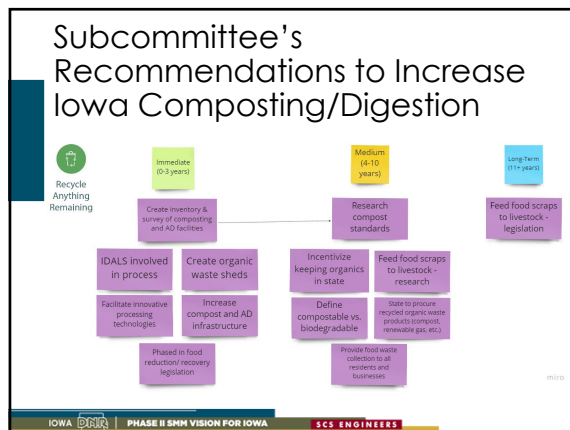 Subcommittee's
Recommendations to Increase
Iowa Composting/Digestion
Recycle
Anything
Remaining
Immediate
(0-3 years)
Medium
(4-10
years)
Long-Term
(11+ years)
Create inventory &
survey of composting
and AD facilities
Research
compost
standards
Feed food scraps
to livestock -
legislation
IDALS involved
in process
Create organic
waste sheds
Incentivize
keeping organics
in state
Feed food scraps
to livestock -
research
Facilitate innovative
processing
technologies
Increase
compost and AD
infrastructure
Define
compostable vs.
biodegradable
State to procure
recycled organic waste
products (compost,
renewable gas, etc.)
Phased in food
reduction/ recovery
legislation
Provide food waste
collection to all
residents and
businesses
miro
IOWA DNR PHASE II SMM VISION FOR IOWA SCS ENGINEERS